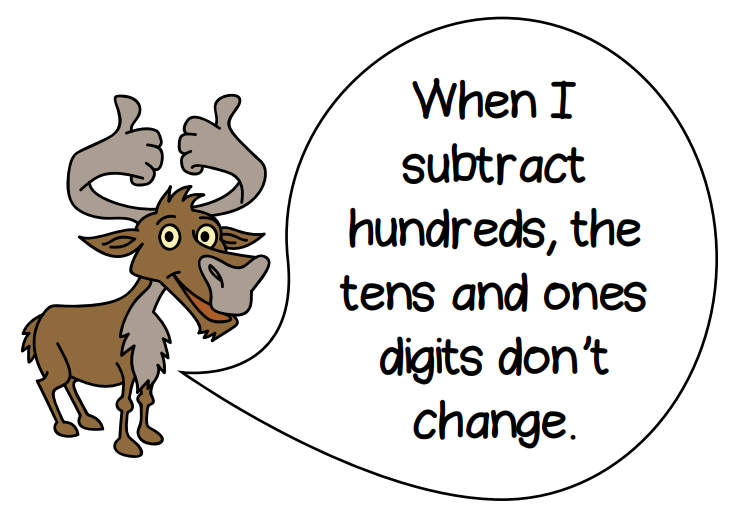 When I
subtract
hundreds, the
tens and ones
digits don't
change.